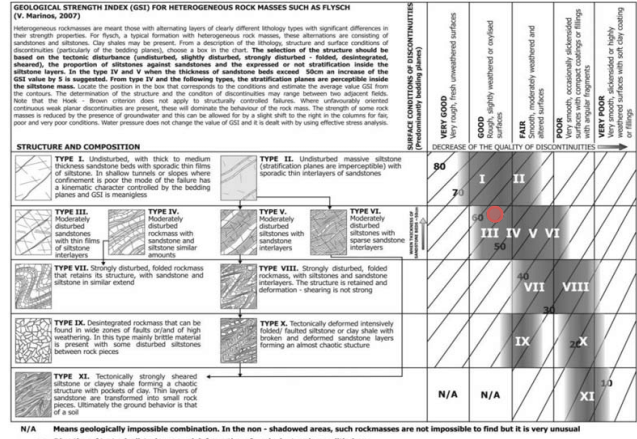 GEOLOGICAL STRENGTH INDEX (GSI) FOR HETEROGENEOUS ROCK MASSES SUCH AS FLYSCH
(V. Marinos, 2007)
Heterogeneous rockmasses are meant those with alternating layers of clearly different lithology types with significant differences in
their strength properties. For flysch, a typical formation with heterogeneous rock masses, these alternations are consisting of
sandstones and siltstones. Clay shales may be present. From a description of the lithology, structure and surface conditions of
discontinuities (particularly of the bedding planes), choose a box in the chart. The selection of the structure should be
based on the tectonic disturbance (undisturbed, slightly disturbed, strongly disturbed - folded, desintegrated,
sheared), the proportion of siltstones against sandstones and the expressed or not stratification inside the
siltstone layers. In the type IV and V when the thickness of sandstone beds exceed 50cm an increase of the
GSI value by 5 is suggested. From type IV and the following types, the stratification planes are perceptible inside
the siltstone mass. Locate the position in the box that corresponds to the conditions and estimate the average value GSI from
the contours. The determination of the structure and the conditon of discontinuities may range between two adjacent fields.
Note that the Hoek - Brown criterion does not apply to structurally controlled failures. Where unfavourably oriented
continuous weak planar discontinuities are present, these will dominate the behaviour of the rock mass. The strength of some rock
masses is reduced by the presence of groundwater and this can be allowed for by a slight shift to the right in the columns for fair,
poor and very poor conditions. Water pressure does not change the value of GSI and it is dealt with by using effective stress analysis.
SURFACE CONDITIONS OF DISCONTINUITIES
(Predominantly bedding planes)
VERY GOOD
Very rough, fresh unweathered surfaces
GOOD
Rough, slightly weathered or oxylised
surfaces
FAIR
Smooth, moderately weathered and
altered surfaces
POOR
Very smooth, occasionally slickensided
surfaces with compact coatings or fillings
with angular fragments
VERY POOR
Very smooth, slickensided or highly
weathered surfaces with soft clay coating
or fillings
STRUCTURE AND COMPOSITION
DECREASE OF THE QUALITY OF DISCONTINUITIES
TYPE I. Undisturbed, with thick to medium
thickness sandstone beds with sporadic thin films
of siltstone. In shallow tunnels or slopes where
confinement is poor the mode of the failure has
a kinematic character controlled by the bedding
planes and GSI is meanigless
TYPE II. Undisturbed massive siltstone
(stratification planes are imperceptible) with
sporadic thin interlayers of sandstones
80
70
I
II
TYPE III.
Moderately
disturbed
sandstones
with thin films
of siltstone
interlayers
TYPE IV.
Moderately
disturbed
rockmass with
sandstone and
siltstone similar
amounts
TYPE V.
Moderately
disturbed
siltstones with
sandstone
interlayers
TYPE VI.
Moderately
disturbed
siltstones with
sparse sandstone
interlayers
WHEN THICKNESS OF
SANDSTONE BEDS >50cm
60
III IV V VI
50
TYPE VII. Strongly disturbed, folded rockmass
that retains its structure, with sandstone and
siltstone in similar extend
TYPE VIII. Strongly disturbed, folded
rockmass, with siltstones and sandstone
interlayers. The structure is retained and
deformation - shearing is not strong
40
VII
VIII
30
TYPE IX. Desintegrated rockmass that can be
found in wide zones of faults or/and of high
weathering. In this type mainly brittle material
is present with some disturbed siltstones
between rock pieces
TYPE X. Tectonically deformed intensively
folded/ faulted siltstone or clay shale with
broken and deformed sandstone layers
forming an almost chaotic stucture
IX
20
X
TYPE XI. Tectonically strongly sheared
siltstone or clayey shale forming a chaotic
structure with pockets of clay. Thin layers of
sandstone are transformed into small rock
pieces. Ultimately the ground behavior is that
of a soil
N/A
N/A
10
XI
N/A Means geologically impossible combination. In the non - shadowed areas, such rockmasses are not impossible to find but it is very unusual